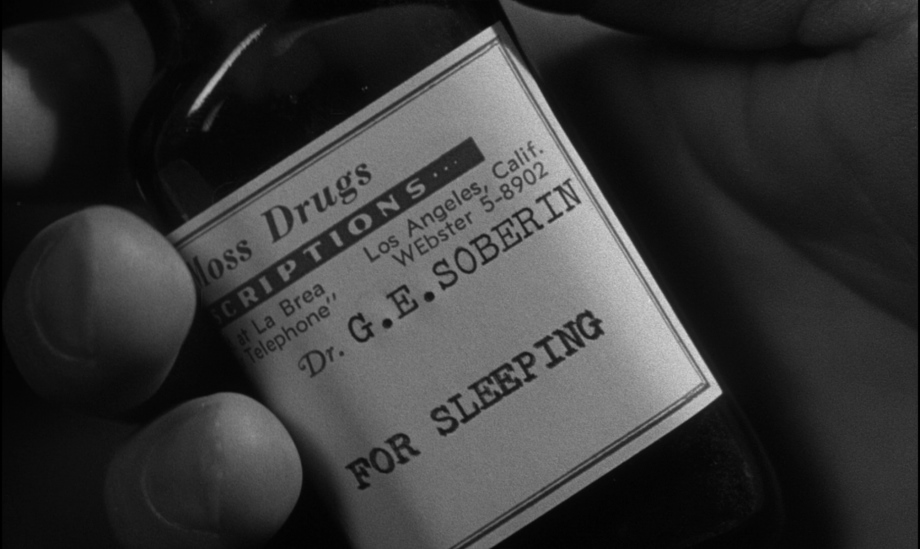 loss Drugs
SCRIPTIONS...
at La Brea Los Angeles, Calif.
Telephone" WEbster 5-8902
Dr. G.E.SOBERIN
FOR SLEEPING